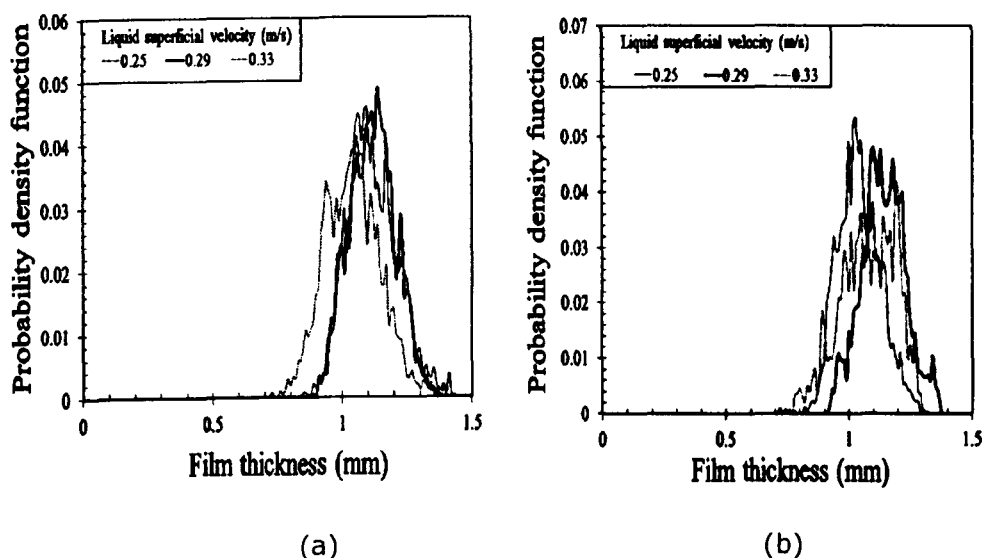 Probability density function
0.06
0.05
0.04
0.03
0.02
0.01
0
Liquid superficial velocity (m/s)
0.25 0.29 0.33
0 0.5 1 1.5
Film thickness (mm)
(a)
Probability density function
0.07
0.06
0.05
0.04
0.03
0.02
0.01
0
Liquid superficial velocity (m/s)
0.25 0.29 0.33
0 0.5 1 1.5
Film thickness (mm)
(b)